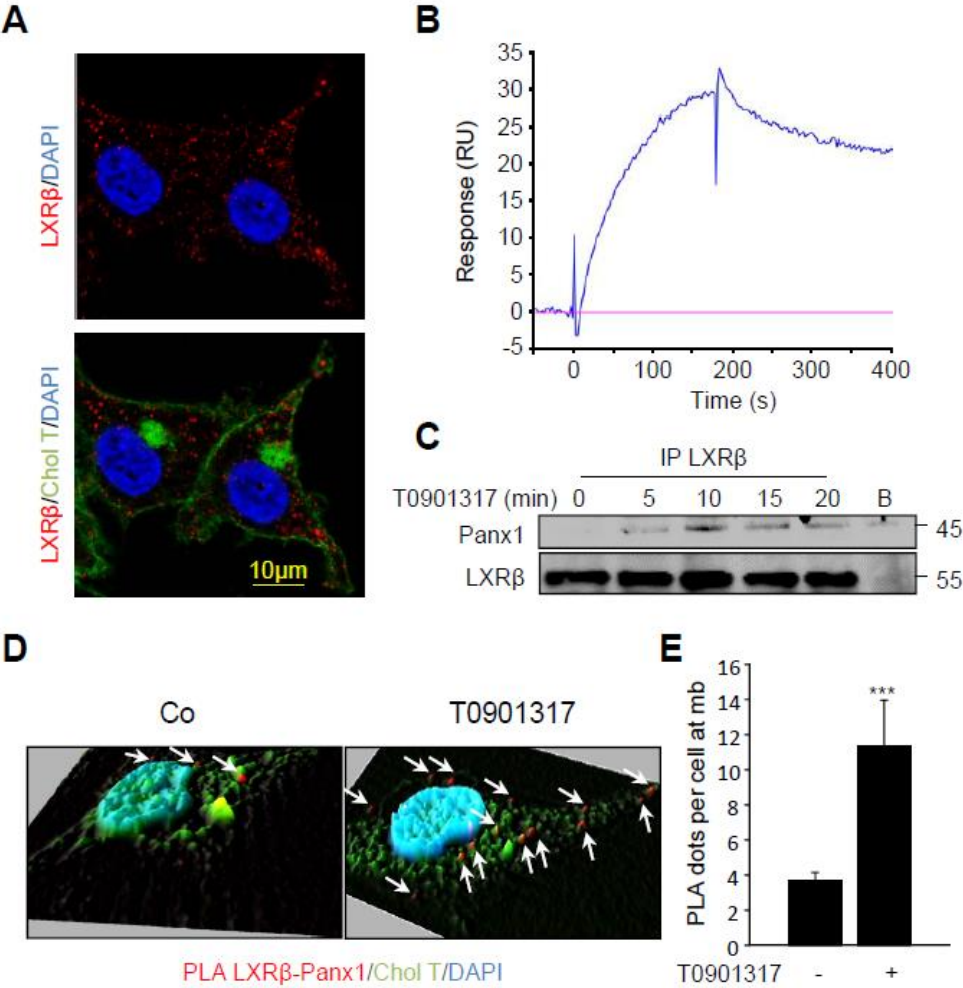 A
LXRβ/DAPI
LXRβ/Chol T/DAPI
10µm
B
Response (RU)
35
30
25
20
15
10
5
0
-5
0 100 200 300 400
Time (s)
C
IP LXRβ
T0901317 (min) 0 5 10 15 20 B
Panx1 45
LXRβ 55
D
Co T0901317
PLA LXRβ-Panx1/Chol T/DAPI
E
PLA dots per cell at mb
16
14
12
10
8
6
4
2
0
***
T0901317 - +